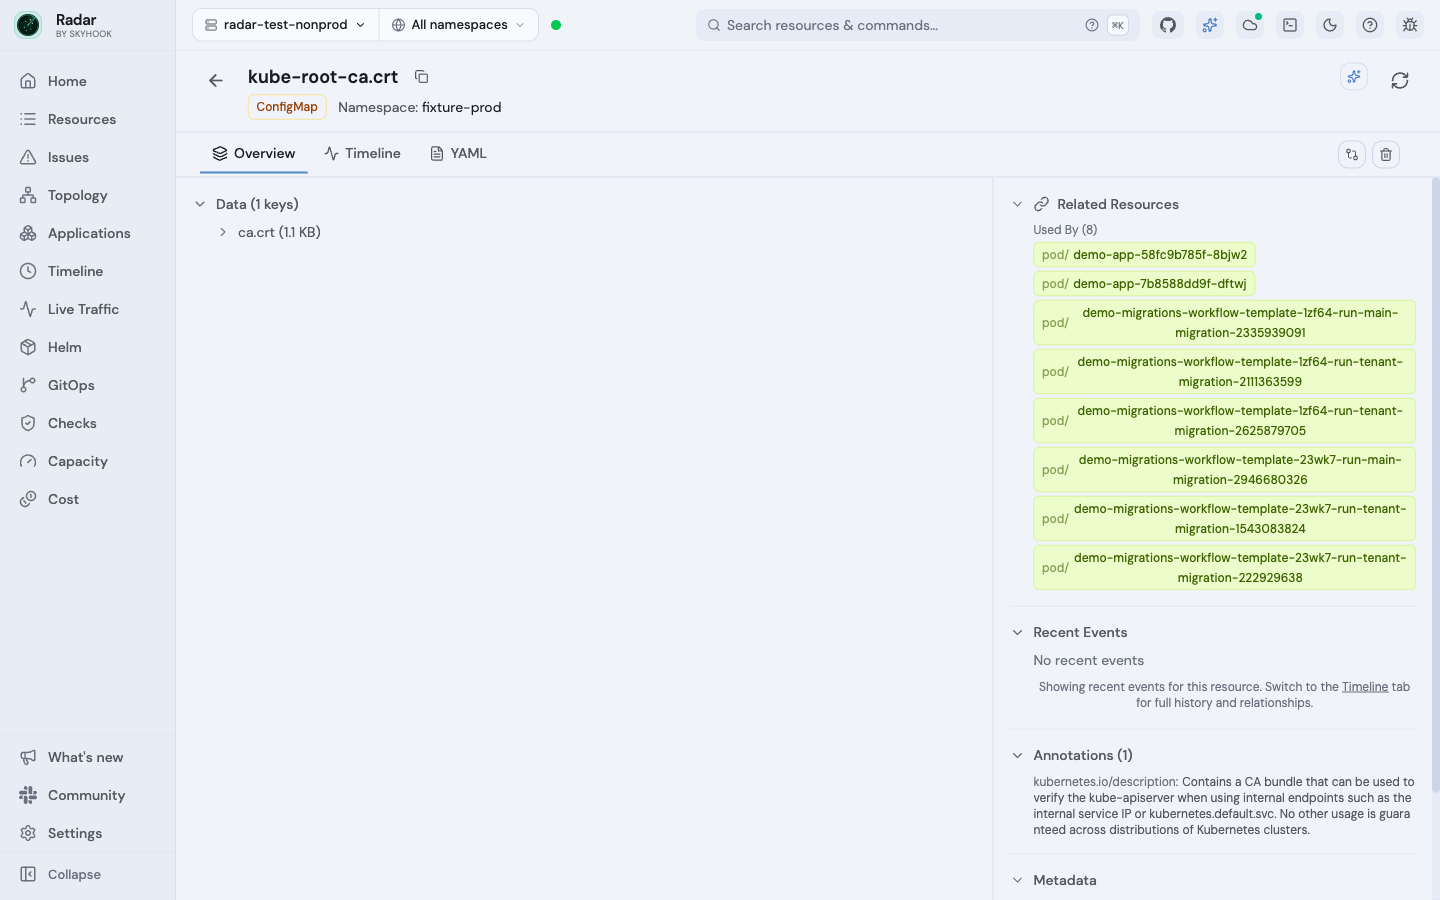 Radar
BY SKYHOOK
radar-test-nonprod
All namespaces
Search resources & commands...
⌘K
Home
Resources
Issues
Topology
Applications
Timeline
Live Traffic
Helm
GitOps
Checks
Capacity
Cost
What's new
Community
Settings
Collapse
kube-root-ca.crt
ConfigMap
Namespace: fixture-prod
Overview
Timeline
YAML
Data (1 keys)
ca.crt (1.1 KB)
Related Resources
Used By (8)
pod/ demo-app-58fc9b785f-8bjw2
pod/ demo-app-7b8588dd9f-dftwj
pod/ demo-migrations-workflow-template-1zf64-run-main-
migration-2335939091
pod/ demo-migrations-workflow-template-1zf64-run-tenant-
migration-2111363599
pod/ demo-migrations-workflow-template-1zf64-run-tenant-
migration-2625879705
pod/ demo-migrations-workflow-template-23wk7-run-main-
migration-2946680326
pod/ demo-migrations-workflow-template-23wk7-run-tenant-
migration-1543083824
pod/ demo-migrations-workflow-template-23wk7-run-tenant-
migration-222929638
Recent Events
No recent events
Showing recent events for this resource. Switch to the Timeline tab
for full history and relationships.
Annotations (1)
kubernetes.io/description: Contains a CA bundle that can be used to
verify the kube-apiserver when using internal endpoints such as the
internal service IP or kubernetes.default.svc. No other usage is guara
nteed across distributions of Kubernetes clusters.
Metadata